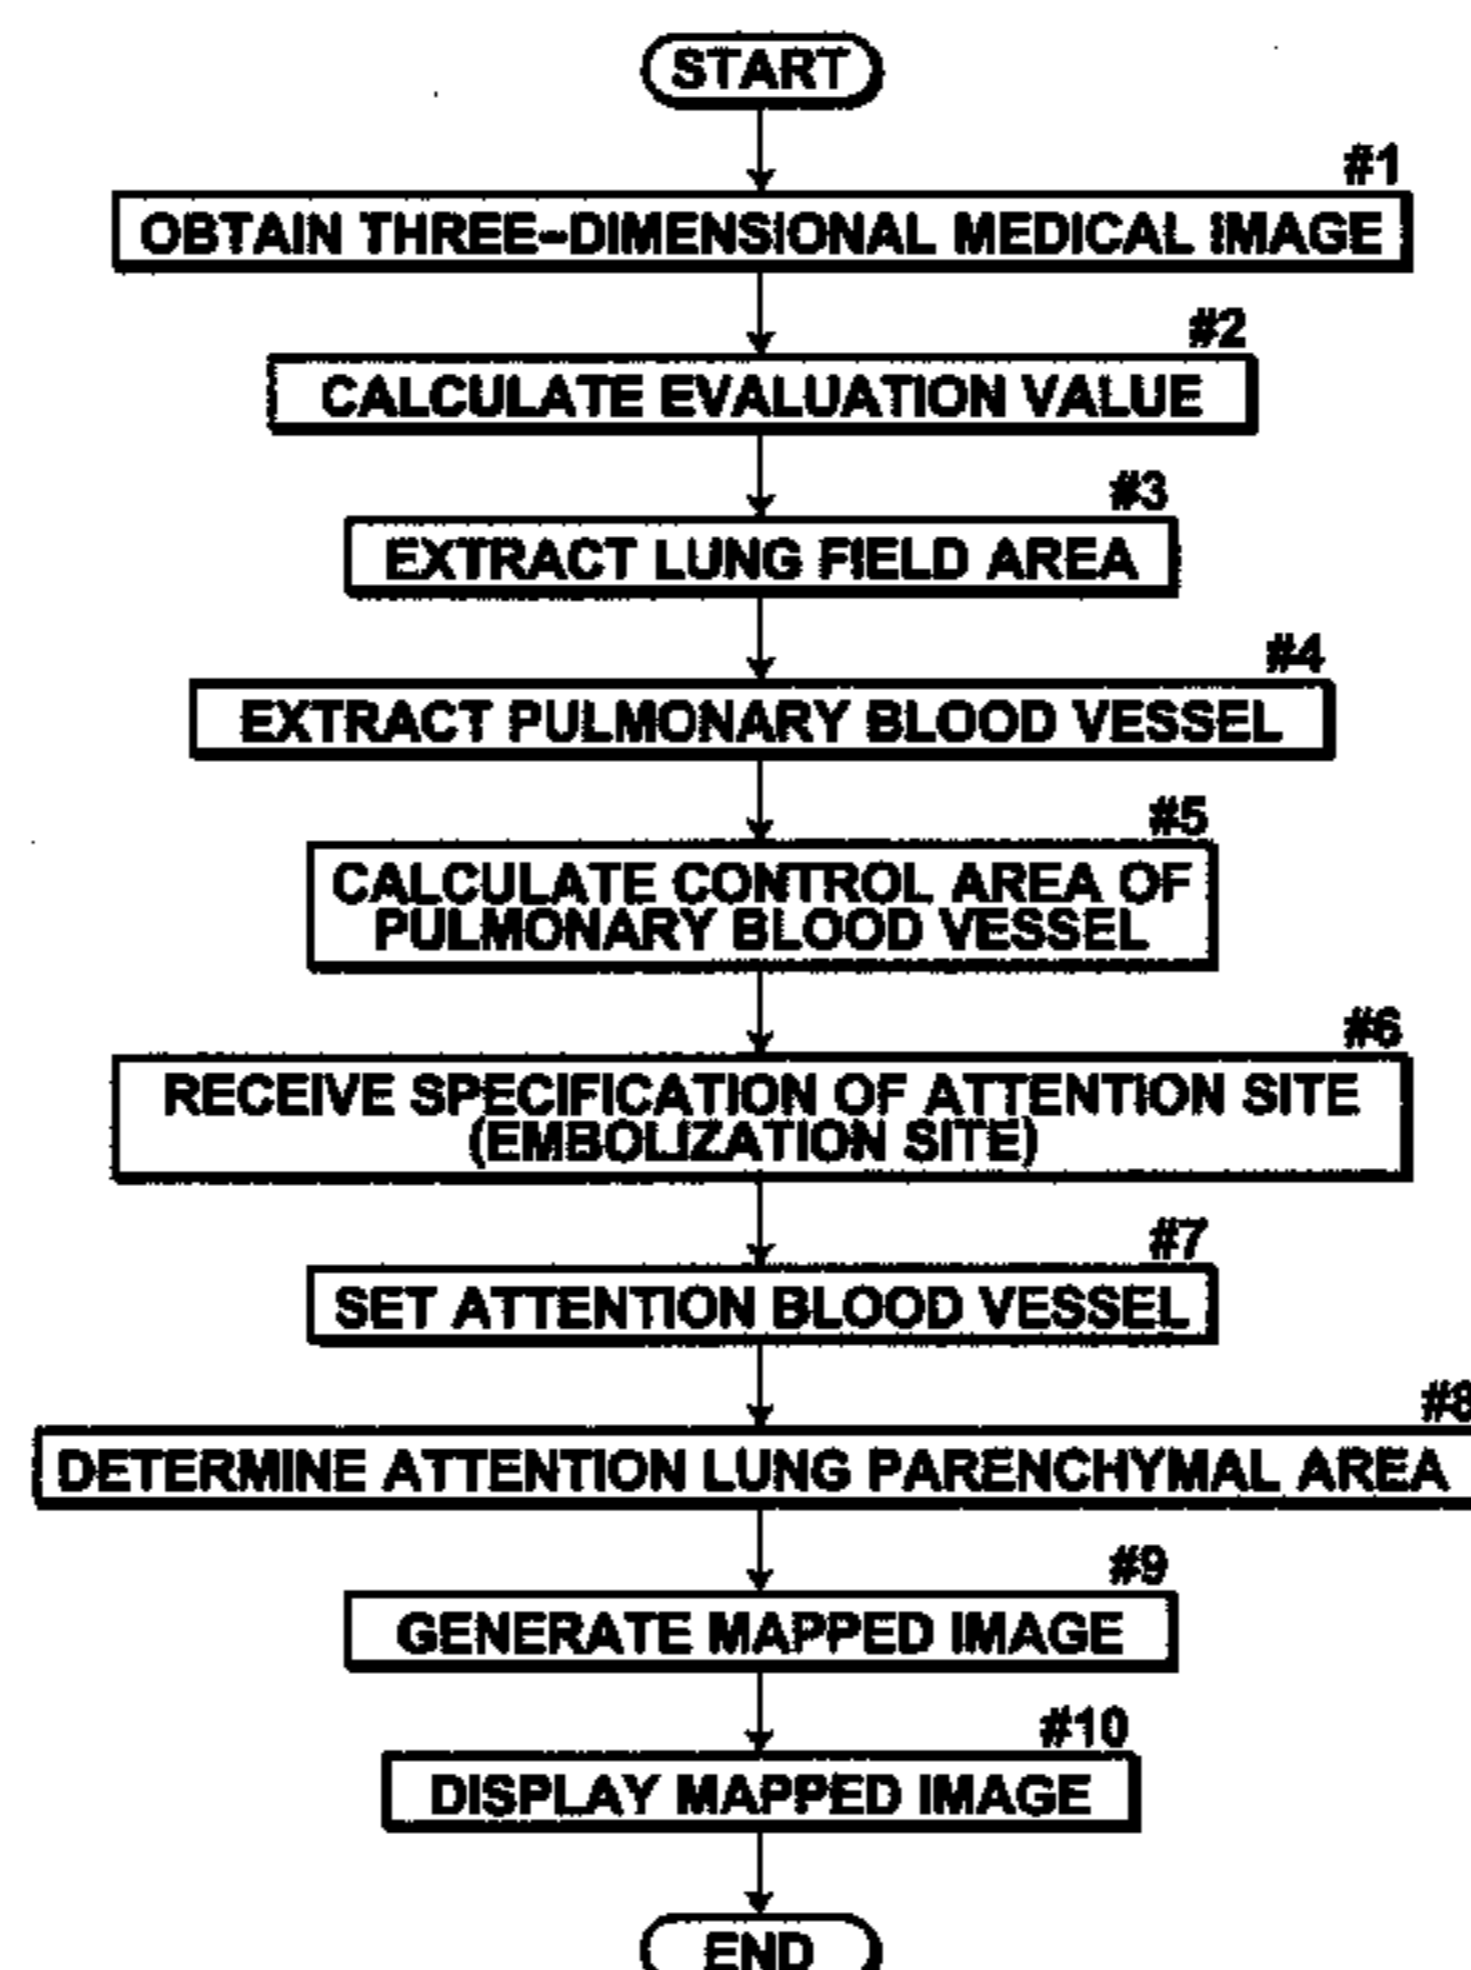 START
#1
OBTAIN THREE-DIMENSIONAL MEDICAL IMAGE
#2
CALCULATE EVALUATION VALUE
#3
EXTRACT LUNG FIELD AREA
#4
EXTRACT PULMONARY BLOOD VESSEL
#5
CALCULATE CONTROL AREA OF
PULMONARY BLOOD VESSEL
#6
RECEIVE SPECIFICATION OF ATTENTION SITE
(EMBOLIZATION SITE)
#7
SET ATTENTION BLOOD VESSEL
#8
DETERMINE ATTENTION LUNG PARENCHYMAL AREA
#9
GENERATE MAPPED IMAGE
#10
DISPLAY MAPPED IMAGE
END